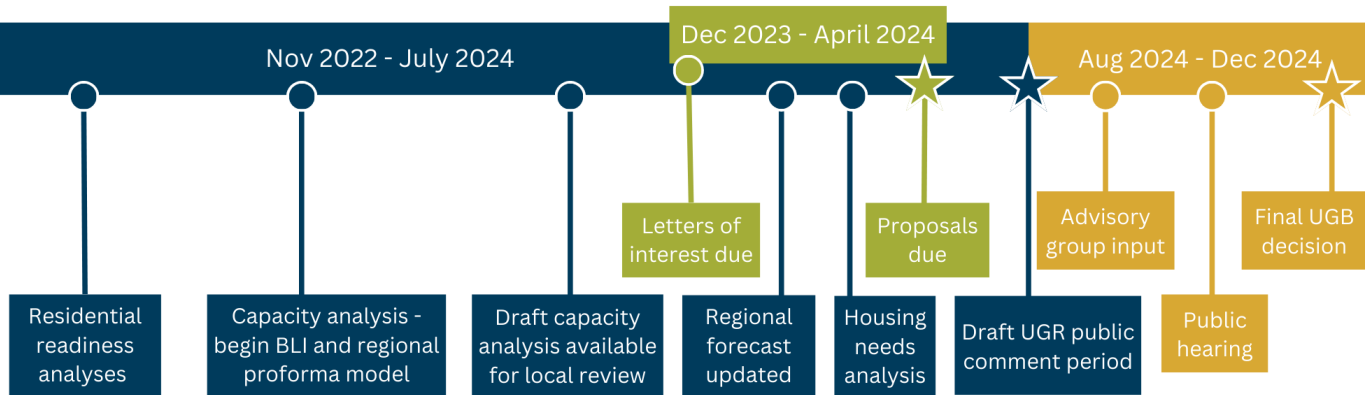 Nov 2022 - July 2024
Dec 2023 - April 2024
Aug 2024 - Dec 2024
Residential
readiness
analyses
Capacity analysis -
begin BLI and regional
proforma model
Draft capacity
analysis available
for local review
Letters of
interest due
Regional
forecast
updated
Housing
needs
analysis
Proposals
due
Draft UGR public
comment period
Advisory
group input
Public
hearing
Final UGB
decision